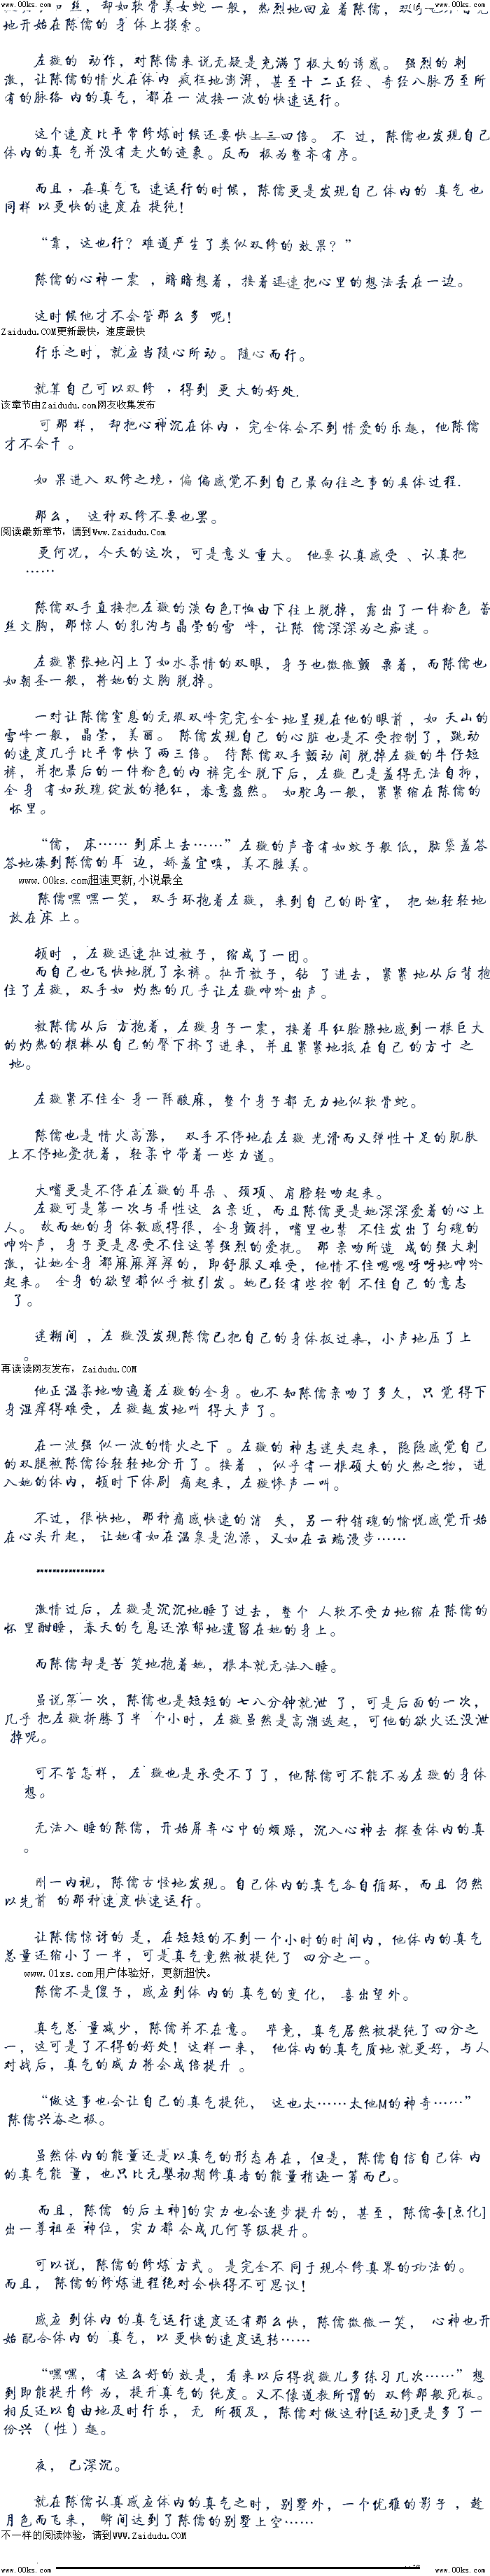 www.00ks.com www.00ks.com
地开始在陈儒的身体上摸索。
左璇的 动作，对陈儒来说无疑是充满了极大的诱惑。 强烈的刺
激，让陈儒的情火在体内 疯狂地澎湃，甚至十二正经、奇经八脉乃至所
有的脉络 内的真气，都在一波接一波的快速运行。
这个速度比平常修炼时候还要快上三四倍。 不 过，陈儒也发现自己
体内的真 气并没有走火的迹象。反而 极为整齐有序。
而且，在真气飞 速运行的时候，陈儒更是发现自己体内的 真气也
同样 以更快的速度在 提纯！
“靠，这也行？难道产生了类似双修的 效果？”
陈儒的心神一震 ，暗暗想着，接着迅速把心里的想法丢在一边。
这时候他才不会管那么多 呢！
Zaidudu.COM更新最快，速度最快
行乐之时，就应当随心所动。 随心而行。
就算自己可以双修 ，得到 更大的好处.
该章节由Zaidudu.com网友收集发布
可那样， 却把心神沉在体内，完全体会不到情爱的乐趣，他陈儒
才不会干。
如 果进入双修之境，偏 偏感觉不到自己最向往之事的具体过程.
那么， 这种双修不要也罢。
阅读最新章节，请到Www.Zaidudu.Com
更何况，今天的这次，可是意义重大。 他要认真感受 、认真把
……
陈儒双手直接把左璇的淡白色T恤由下往上脱掉，露出了一件粉色 蕾
丝文胸，那惊人 的乳沟与晶莹的雪 峰，让陈 儒深深为之痴迷 。
左璇紧张地闪上了如水柔情的双眼，身子也微微颤 栗着，而陈儒也
如朝圣一般，将她的文胸 脱掉。
一对让陈儒窒息的无瑕双峰完完全全地呈现在他的眼前 ，如 天山的
雪峰一般，晶莹，美丽。 陈儒发现自己 的心脏也是不受控制了，跳动
的速度几乎比平常快了两三倍。 待陈儒双手颤动间 脱掉左璇的牛仔短
裤，并把最后的一件粉色的内 裤完全脱下后，左璇已是羞得无法自抑，
全身 有如玫瑰绽放的艳红，春意盎然。 如鸵鸟一般，紧紧缩在陈儒的
怀里。
“儒， 床…… 到床上去……”左璇的声音有如蚊子般低，脑袋羞答
答地凑到陈儒的耳 边，娇羞宜嗔，美不胜美。
www.00ks.com超速更新，小说最全
陈儒嘿嘿一笑， 双手环抱着左璇，来到自己的卧室， 把她轻轻地
放在床上。
顿时 ，左璇迅速扯过被子，缩成了一团。
而自己也飞快地脱了衣裤。扯开被子，钻 了进去，紧紧地从后背抱
住了左璇，双手如 灼热的几乎让左璇呻吟出声。
被陈儒从后 方抱着，左璇身子一震，接着耳红脸臊地感到一根巨大
的灼热的棍棒从自己的臀下挤了进来，并且紧紧地抵 在自己的方寸之
地。
左璇紧不住全身一阵酸麻，整个身子都无力地似软骨蛇。
陈儒也是情火高涨， 双手不停地在左璇光滑而又弹性十足的肌肤
上不停地爱抚着，轻柔中带着一些力道。
大嘴更是不停在左璇的耳朵、颈项、肩膀轻吻起来。
左璇可是第一次与异性这 么亲近，而且陈儒更是她深深爱着的心上
人。 故而她的身体敏感得很，全身颤抖，嘴里也禁 不住发出了勾魂的
呻吟声，身子更是忍受不住这等强烈的爱抚。 那 亲吻所造 成的强大刺
激，让她全身 都麻麻痒痒的，即舒服又难受，他情不住嗯嗯呀呀地呻吟
起来。 全身的欲望都似乎被引发。她已经有些控制 不住自己 的意志
了。
迷糊间 ，左 璇没发现陈儒已把自己的身体板过来，小声地压了上
。
再读读网友发布，Zaidudu.COM
他正温柔地吻遍着左璇的全身。也不知陈儒亲吻了多久，只 觉得下
身湿痒得难受，左璇越发地叫 得大声了。
在一波强似一波的情火之下 。左璇的 神志迷失起来，隐隐感觉自己
的双腿被陈儒给轻轻地分开了。接着 ，似乎有一根硕大的火热之物，进
入她的体内，顿时下体剧 痛起来，左璇惨声一叫。
不过，很快地，那种痛感快速的消 失，另一种销魂的愉悦感觉开始
在心头升起， 让她有如在温泉是泡澡，又如在云端漫步……
激情过后，左璇是沉沉地睡了过去，整个 人软不受力地缩在陈儒的
怀里酣睡，春天的气息还浓郁地遗留在她的身上。
而陈儒却是苦 笑地抱着她，根本就无法入睡。
虽说第一次，陈儒也是短短的七八分钟就泄 了，可是后面的一次，
几乎把左璇折腾了半 个小时，左璇虽然是高潮迭起，可他的欲火还没泄
掉呢。
可不管怎样， 左 璇也是承受不了了，他陈儒可不能不为左璇的身体
想。
无法入 睡的陈儒，开始屏弃心中的烦躁，沉入心神去 探查体内的真
。
刚一内视，陈儒古怪地发现。自己体内的真气各自循环，而且 仍然
以先前 的那种速度快速运行。
让陈儒惊讶的是，在短短的不到一个小时的时间内，他体内的真气
总量还缩小了一半，可是真气竟然被提纯了 四分之一。
www.01xs.com用户体验好，更新超快。
陈儒不是傻子，感应到体内的真气的变化， 喜出望外。
真气总 量减少，陈儒并不在意。 毕竟，真气居然被提纯了四分之
一，这可是了不得的好处！这样一来， 他体内的真气质地就更好，与人
对战后，真气的威力将会成倍提升 。
“做这事也会让自己的真气提纯， 这也太……太他M的神奇……”
陈儒兴奋之极。
虽然体内的能量还是以真气的形态存在，但是，陈儒自信自己体内
的真气能 量，也只比元婴初期修真者的能量稍逊一筹而已。
而且，陈儒 的后土神]的实力也会逐步提升的，甚至，陈儒每[点化]
出一尊祖巫神位，实力都会成几何等级提升。
可以说，陈儒的修炼方式。是完全不同于现今修真界的功法的。
而且， 陈儒的修炼进程绝对会快得不可思议！
感应到体内的真气运行速度还有那么快，陈儒微微一笑， 心神也开
始配合体内的 真气，以更快的速度运转……
“嘿嘿，有这么好的效是，看来以后得找璇儿多练习几次……”想
到即能提升修为，提升真气的纯度。又不像道教所谓的双修那般死板。
相反还以自由地及时行乐，无 所顾及，陈儒对做这种[运动]更是多了一
份兴 （性）趣。
夜， 已深沉。
就在陈儒认真感应体内的真气之时，别墅外，一个优雅的影子 ，趁
月色而飞来， 瞬间达到了陈儒的别墅上空……
不一样的阅读体验，请到WWW.Zaidudu.COM
www.00ks.com www.00ks.com